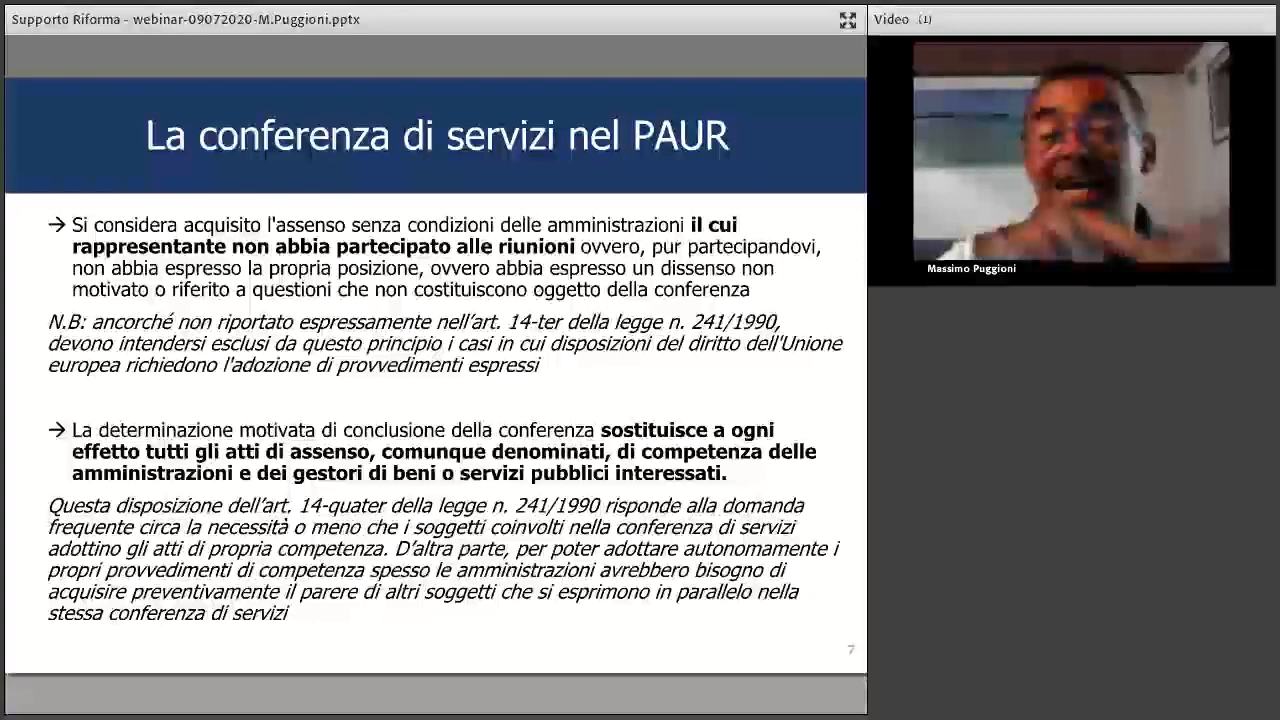 Supporto Riforma - webinar-09072020-M.Puggioni.pptx
Video (1)
La conferenza di servizi nel PAUR
Massimo Puggioni
→ Si considera acquisito l'assenso senza condizioni delle amministrazioni il cui
rappresentante non abbia partecipato alle riunioni ovvero, pur partecipandovi,
non abbia espresso la propria posizione, ovvero abbia espresso un dissenso non
motivato o riferito a questioni che non costituiscono oggetto della conferenza
N.B: ancorché non riportato espressamente nell'art. 14-ter della legge n. 241/1990,
devono intendersi esclusi da questo principio i casi in cui disposizioni del diritto dell'Unione
europea richiedono l'adozione di provvedimenti espressi
→ La determinazione motivata di conclusione della conferenza sostituisce a ogni
effetto tutti gli atti di assenso, comunque denominati, di competenza delle
amministrazioni e dei gestori di beni o servizi pubblici interessati.
Questa disposizione dell'art. 14-quater della legge n. 241/1990 risponde alla domanda
frequente circa la necessità o meno che i soggetti coinvolti nella conferenza di servizi
adottino gli atti di propria competenza. D'altra parte, per poter adottare autonomamente i
propri provvedimenti di competenza spesso le amministrazioni avrebbero bisogno di
acquisire preventivamente il parere di altri soggetti che si esprimono in parallelo nella
stessa conferenza di servizi
7